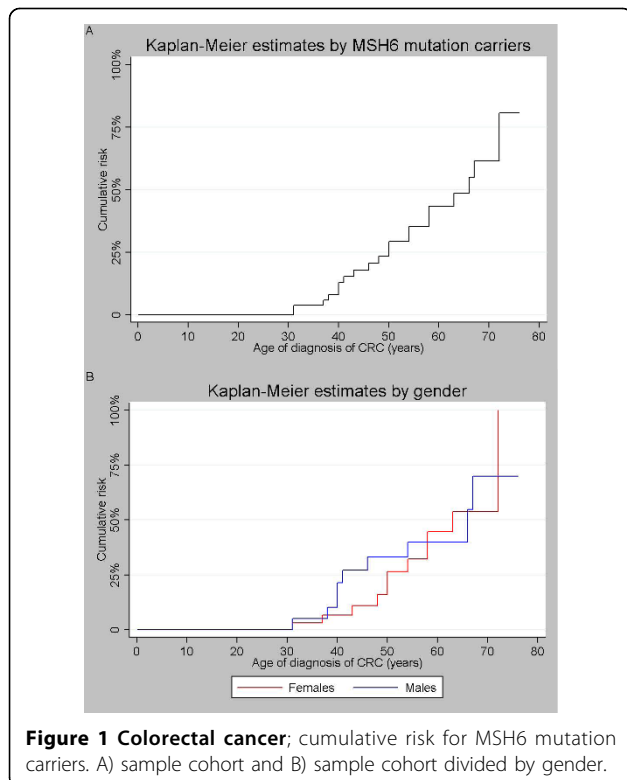 A
Kaplan-Meier estimates by MSH6 mutation carriers
100%
75%
50%
25%
0
Cumulative risk
0 10 20 30 40 50 60 70 80
Age of diagnosis of CRC (years)
B
Kaplan-Meier estimates by gender
100%
75%
50%
25%
0
Cumulative risk
0 10 20 30 40 50 60 70 80
Age of diagnosis of CRC (years)
Females Males
Figure 1 Colorectal cancer; cumulative risk for MSH6 mutation
carriers. A) sample cohort and B) sample cohort divided by gender.